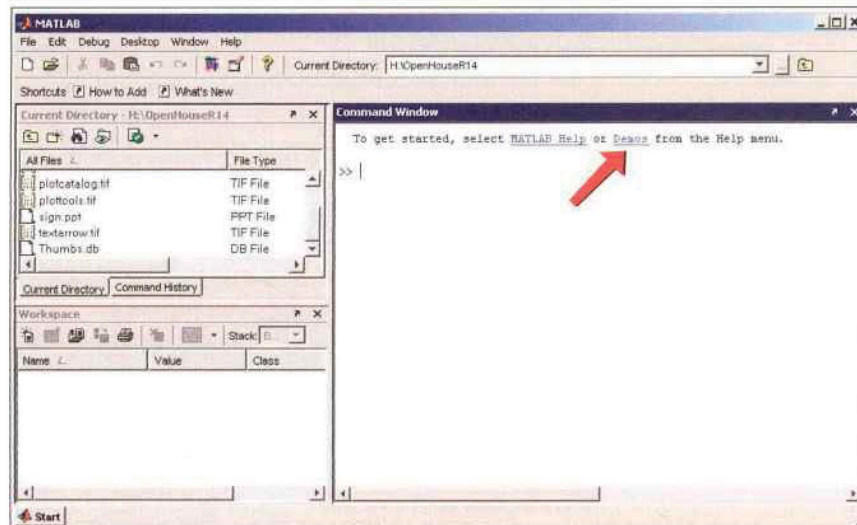 MATLAB
File Edit Debug Desktop Window Help
Current Directory: H:\OpenHouseR14
Shortcuts How to Add What's New
Current Directory - H:\OpenHouseR14
All Files
File Type
plotcatalog.tif TIF File
plottools.tif TIF File
sign.ppt PPT File
textarrow.tif TIF File
Thumbs.db DB File
Current Directory Command History
Workspace
Stack:
Name Value Class
Start
Command Window
To get started, select MATLAB Help or Demos from the Help menu.
>>